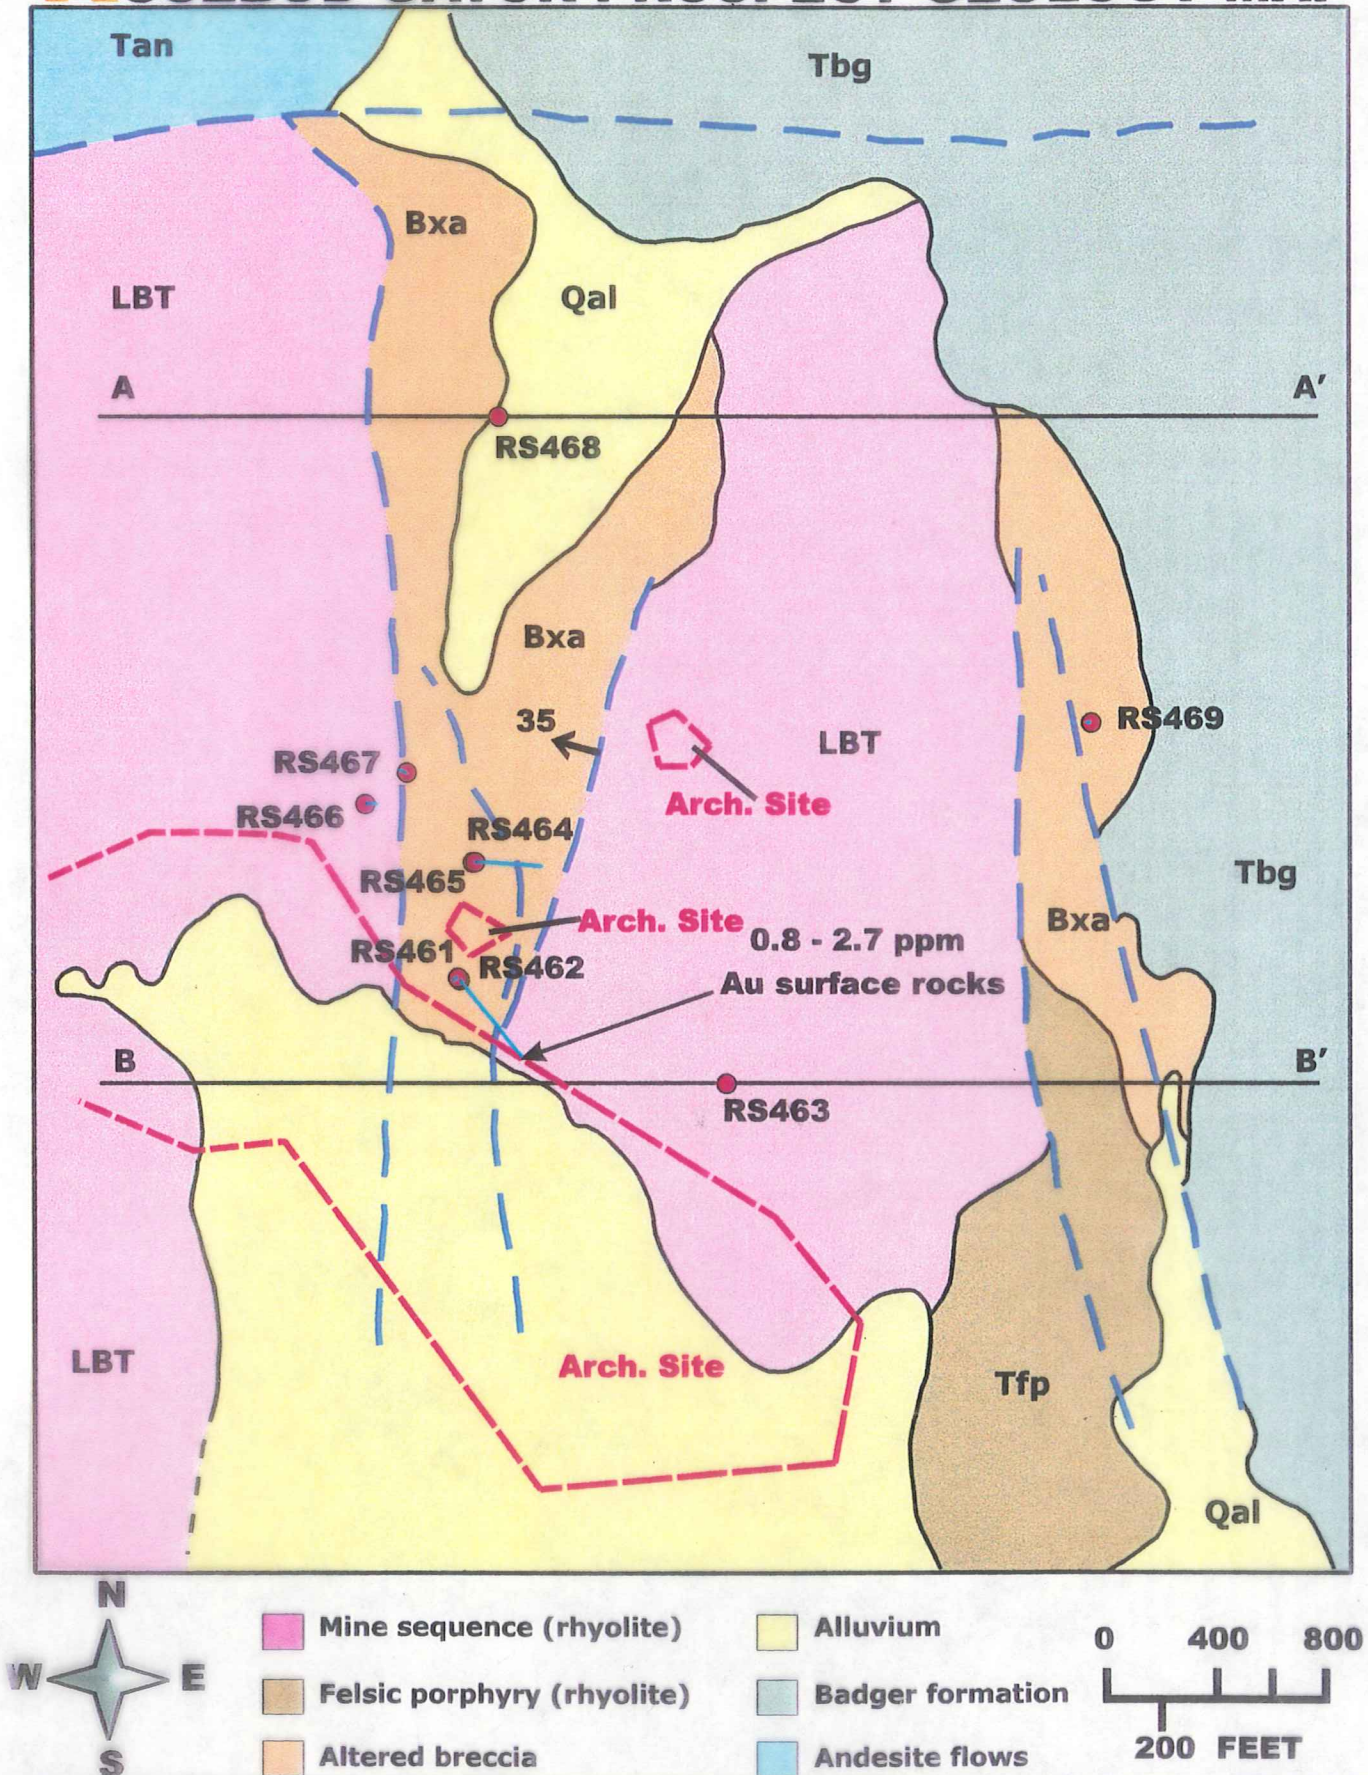 Tan
Tbg
Bxa
LBT
Qal
A
A′
RS468
Bxa
35
RS469
LBT
RS467
Arch. Site
RS466
RS464
Tbg
RS465
Arch. Site
Bxa
0.8 - 2.7 ppm
RS461
RS462
Au surface rocks
B
B′
RS463
LBT
Arch. Site
Tfp
Qal
N
W
E
S
Mine sequence (rhyolite)
Felsic porphyry (rhyolite)
Altered breccia
Alluvium
Badger formation
Andesite flows
0 400 800
200 FEET